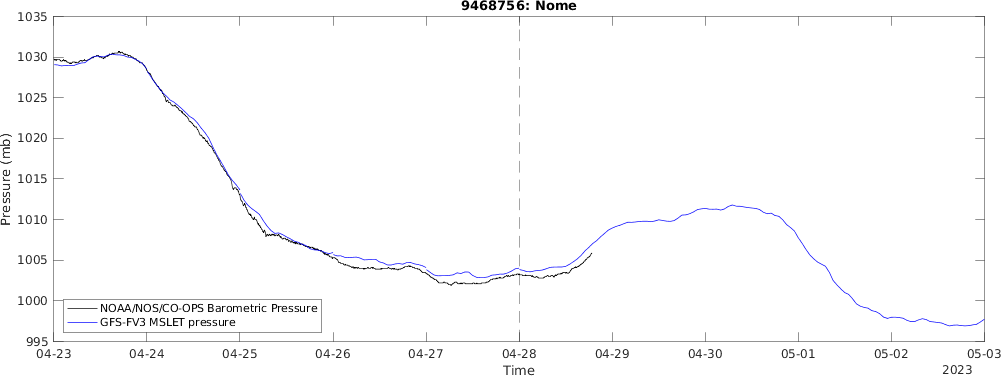 9468756: Nome
1035
1030
1025
1020
1015
1010
1005
1000
995
Pressure (mb)
NOAA/NOS/CO-OPS Barometric Pressure
GFS-FV3 MSLET pressure
04-23 04-24 04-25 04-26 04-27 04-28 04-29 04-30 05-01 05-02 05-03
Time
2023